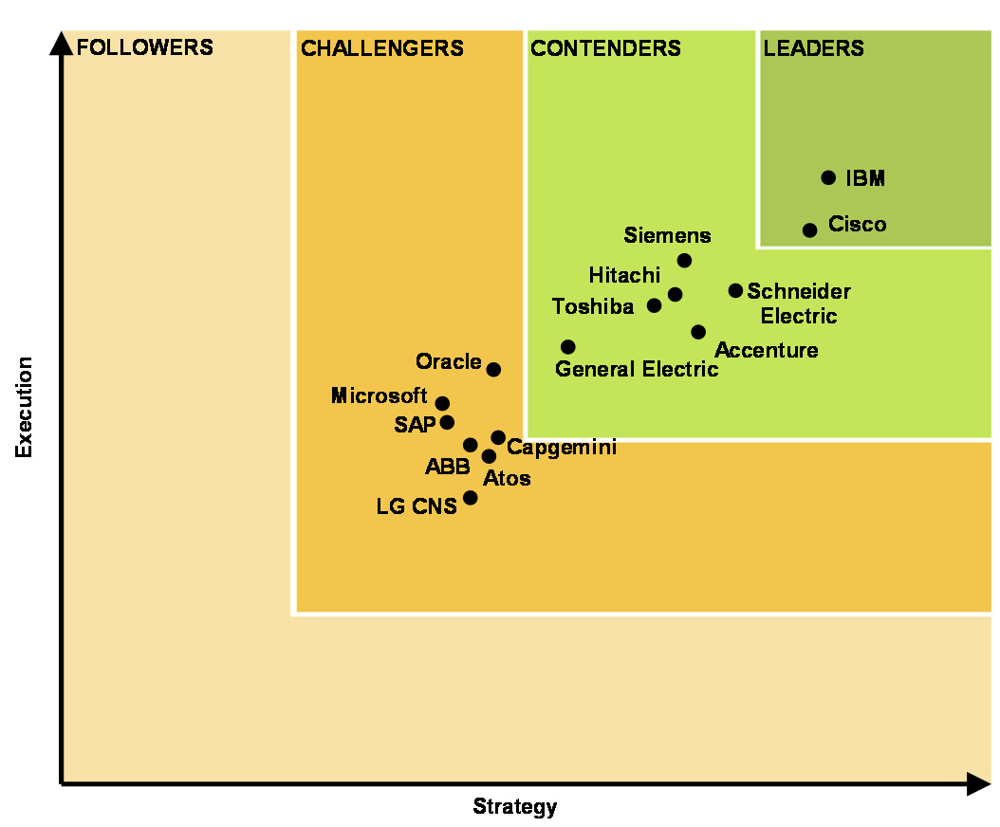 FOLLOWERS
CHALLENGERS
CONTENDERS
LEADERS
IBM
Cisco
Siemens
Hitachi
Toshiba
Schneider
Electric
Accenture
General Electric
Oracle
Microsoft
SAP
Capgemini
ABB
Atos
LG CNS
Execution
Strategy